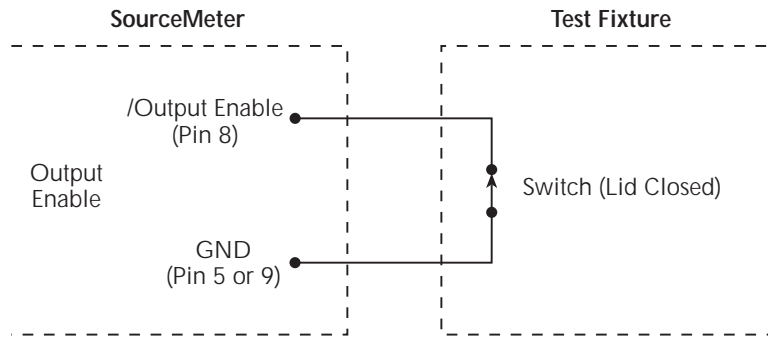 SourceMeter
Test Fixture
/Output Enable
(Pin 8)
Output
Enable
Switch (Lid Closed)
GND
(Pin 5 or 9)